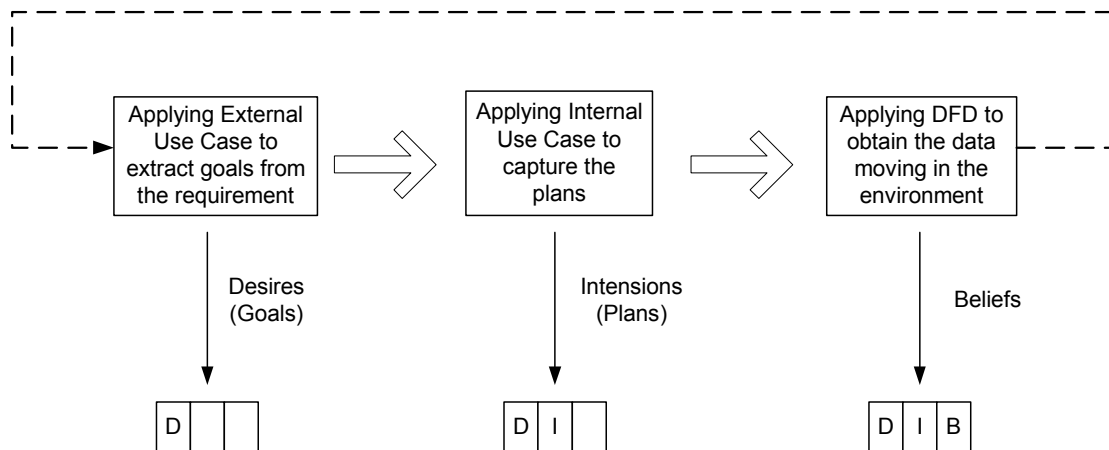 Applying External
Use Case to
extract goals from
the requirement
Applying Internal
Use Case to
capture the
plans
Applying DFD to
obtain the data
moving in the
environment
Desires
(Goals)
Intensions
(Plans)
Beliefs
D
D I
D I B